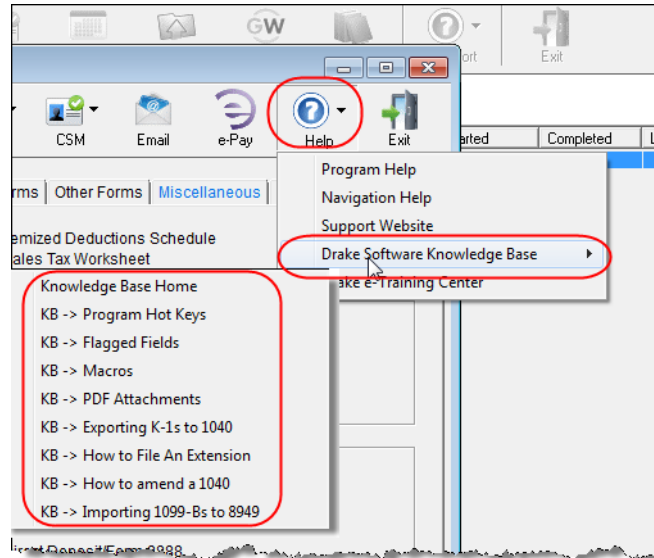 GW
ort
Exit
CSM
Email
e-Pay
Help
Exit
arted
Completed
L
Program Help
Navigation Help
Support Website
Drake Software Knowledge Base
ake e-Training Center
rms
Other Forms
Miscellaneous
emized Deductions Schedule
ales Tax Worksheet
Knowledge Base Home
KB -> Program Hot Keys
KB -> Flagged Fields
KB -> Macros
KB -> PDF Attachments
KB -> Exporting K-1s to 1040
KB -> How to File An Extension
KB -> How to amend a 1040
KB -> Importing 1099-Bs to 8949